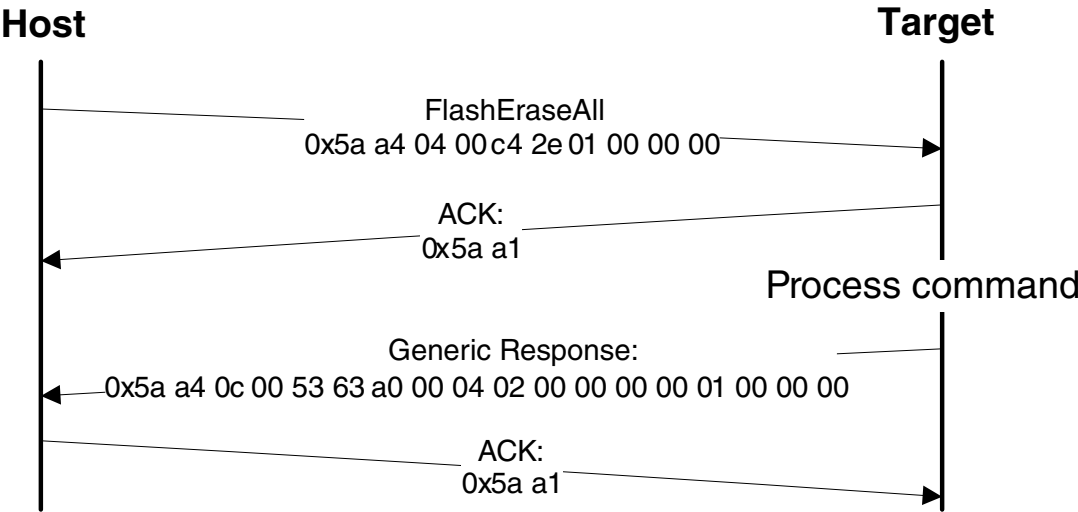 Host
Target
FlashEraseAll
0x5a a4 04 00 c4 2e 01 00 00 00
ACK:
0x5a a1
Process command
Generic Response:
0x5a a4 0c 00 53 63 a0 00 04 02 00 00 00 00 01 00 00 00
ACK:
0x5a a1